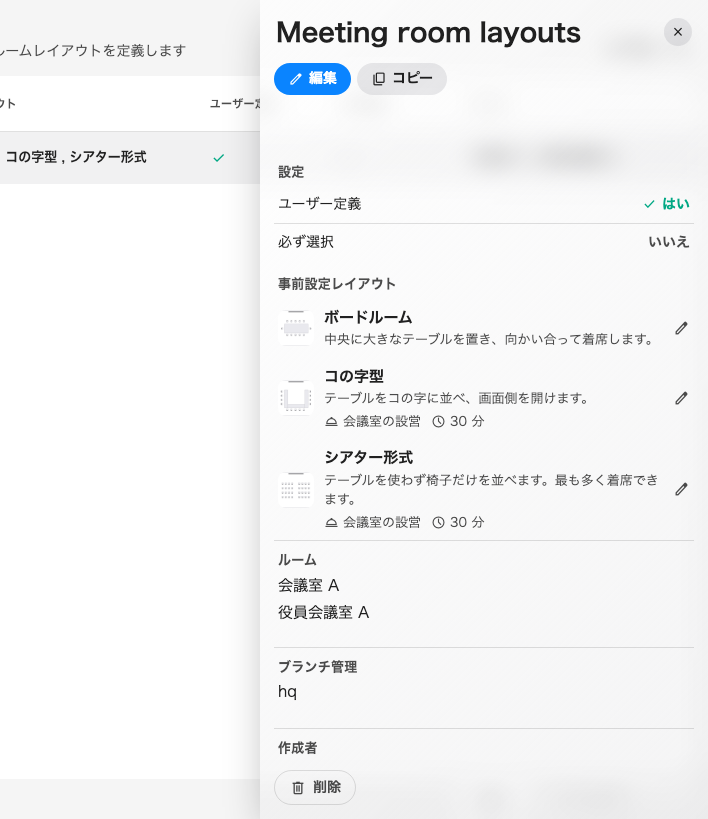 ルームレイアウトを定義します
ウト
ユーザー定
コの字型 , シアター形式
Meeting room layouts
編集
コピー
設定
ユーザー定義
はい
必ず選択
いいえ
事前設定レイアウト
ボードルーム
中央に大きなテーブルを置き、向かい合って着席します。
コの字型
テーブルをコの字に並べ、画面側を開けます。
会議室の設営 30 分
シアター形式
テーブルを使わず椅子だけを並べます。最も多く着席でき
ます。
会議室の設営 30 分
ルーム
会議室 A
役員会議室 A
ブランチ管理
hq
作成者
削除